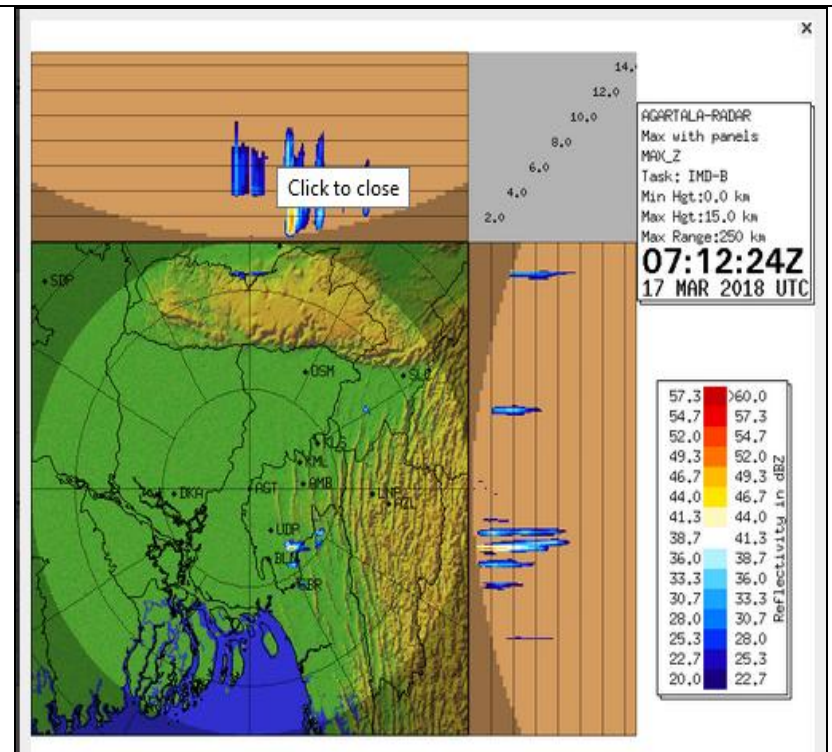 x
14.
12.0
10.0
8.0
6.0
4.0
2.0
Click to close
AGARTALA-RADAR
Max with panels
MAX_Z
Task: IMD-B
Min Hgt:0.0 km
Max Hgt:15.0 km
Max Range:250 km
07:12:24Z
17 MAR 2018 UTC
SDP
OSM
SLC
KLS
KML
AMB
AGT
DKA
LNP
AZL
UDP
BLN
SBR
57.3 >60.0
54.7 57.3
52.0 54.7
49.3 52.0
46.7 49.3
44.0 46.7
41.3 44.0
38.7 41.3
36.0 38.7
33.3 36.0
30.7 33.3
28.0 30.7
25.3 28.0
22.7 25.3
20.0 22.7
Reflectivity in dBZ